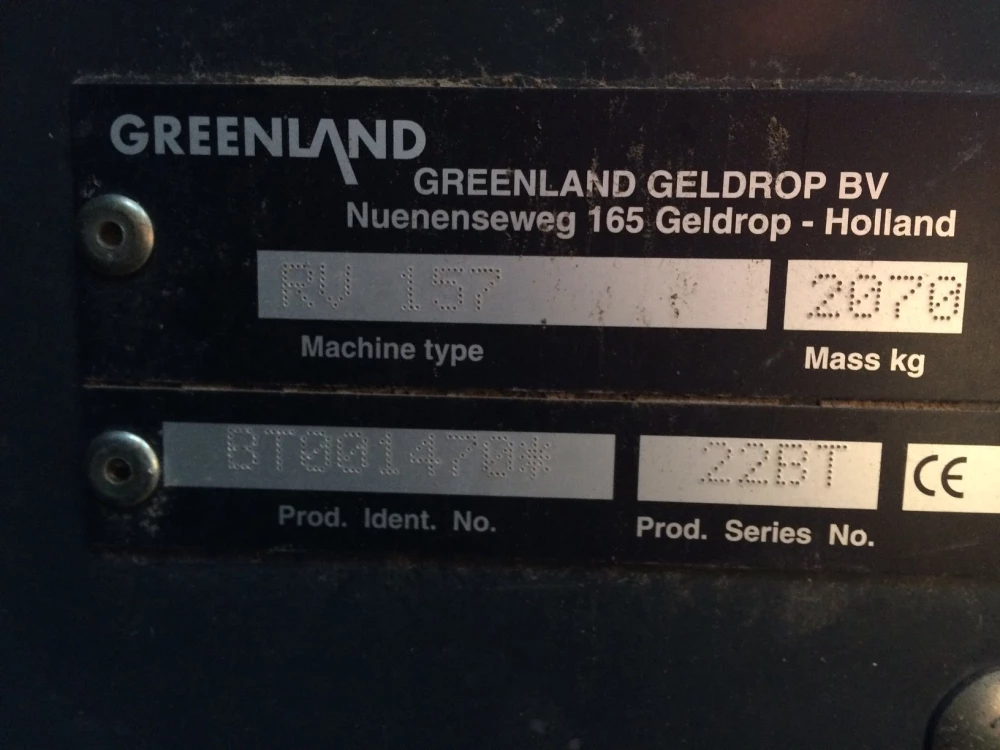 GREENLAND
GREENLAND GELDROP BV
Nuenenseweg 165 Geldrop - Holland
RV 157 * 2070
Machine type Mass kg
BT001470* 22BT CE
Prod. Ident. No. Prod. Series No.